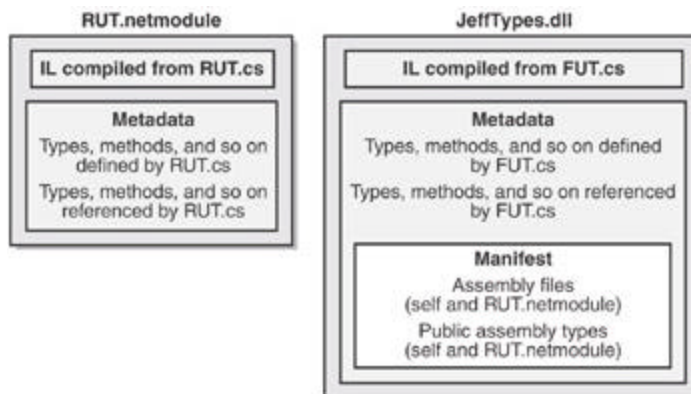 RUT.netmodule
IL compiled from RUT.cs
Metadata
Types, methods, and so on
defined by RUT.cs
Types, methods, and so on
referenced by RUT.cs
JeffTypes.dll
IL compiled from FUT.cs
Metadata
Types, methods, and so on defined
by FUT.cs
Types, methods, and so on referenced
by FUT.cs
Manifest
Assembly files
(self and RUT.netmodule)
Public assembly types
(self and RUT.netmodule)